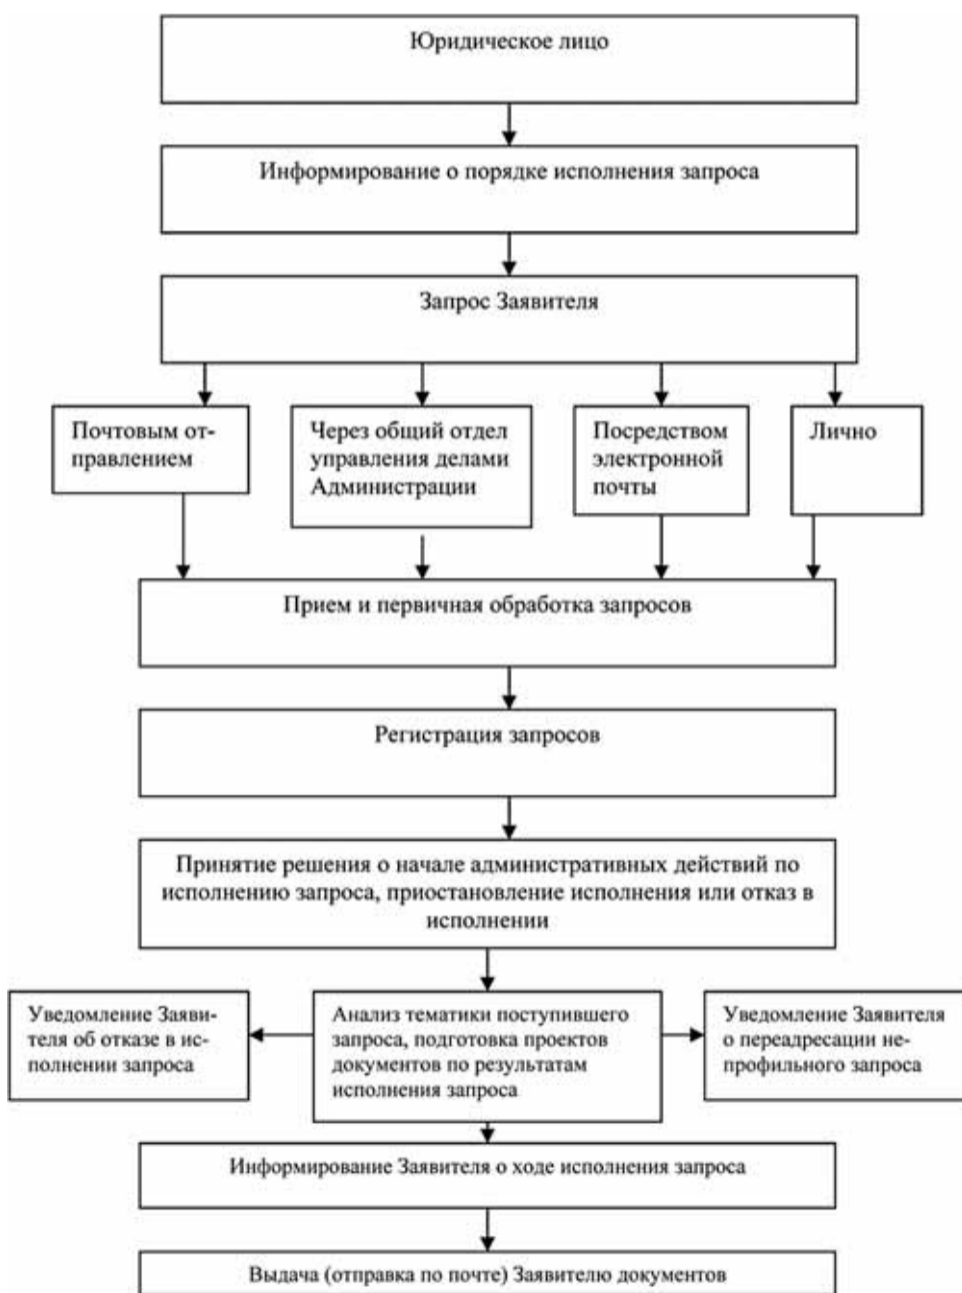 Юридическое лицо
Информирование о порядке исполнения запроса
Запрос Заявителя
Почтовым от-
правлением
Через общий отдел
управления делами
Администрации
Посредством
электронной
почты
Лично
Прием и первичная обработка запросов
Регистрация запросов
Принятие решения о начале административных действий по
исполнению запроса, приостановление исполнения или отказ в
исполнении
Уведомление Заяви-
теля об отказе в ис-
полнении запроса
Анализ тематики поступившего
запроса, подготовка проектов
документов по результатам
исполнения запроса
Уведомление Заявителя
о переадресации не-
профильного запроса
Информирование Заявителя о ходе исполнения запроса
Выдача (отправка по почте) Заявителю документов